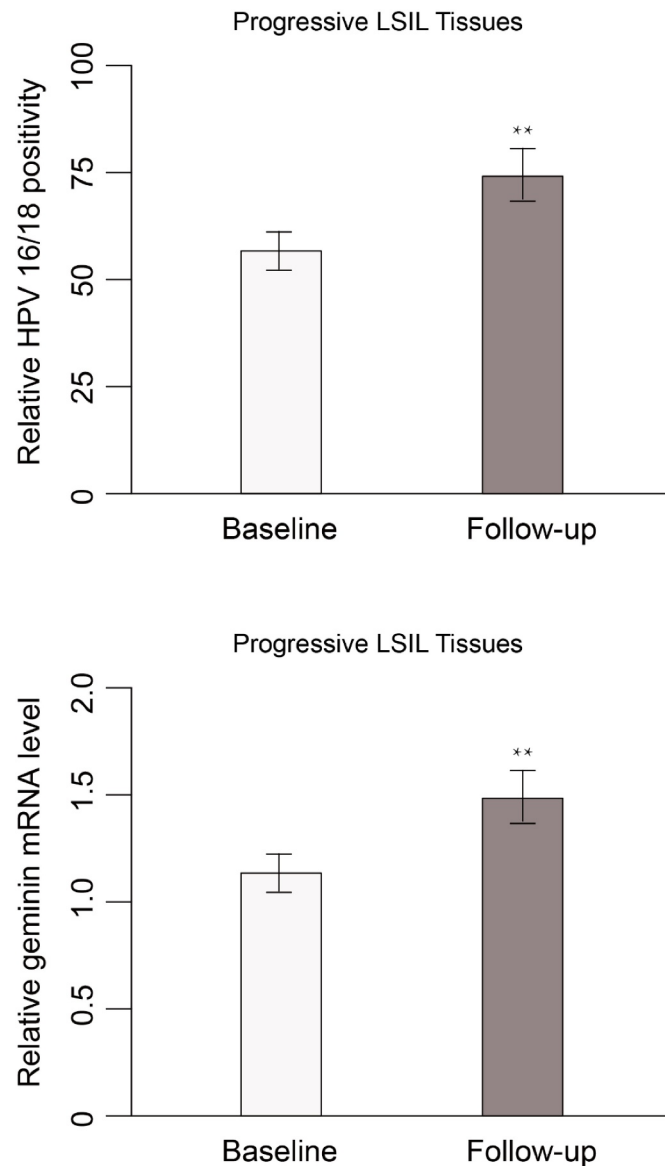 Progressive LSIL Tissues
Relative HPV 16/18 positivity
100
75
50
25
0
**
Baseline
Follow-up
Progressive LSIL Tissues
Relative geminin mRNA level
2.0
1.5
1.0
0.5
0
**
Baseline
Follow-up